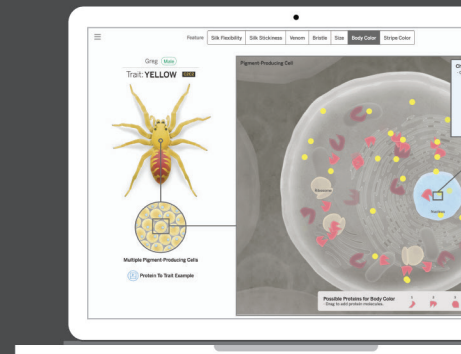 Feature Silk Flexibility Silk Stickiness Venom Bristle Size Body Color Stripe Color
Greg Male
Trait: YELLOW
Multiple Pigment-Producing Cells
Protein To Trait Example
Pigment-Producing Cell
Ribosome
Nucleus
Possible Proteins for Body Color
Drag to add protein molecules.